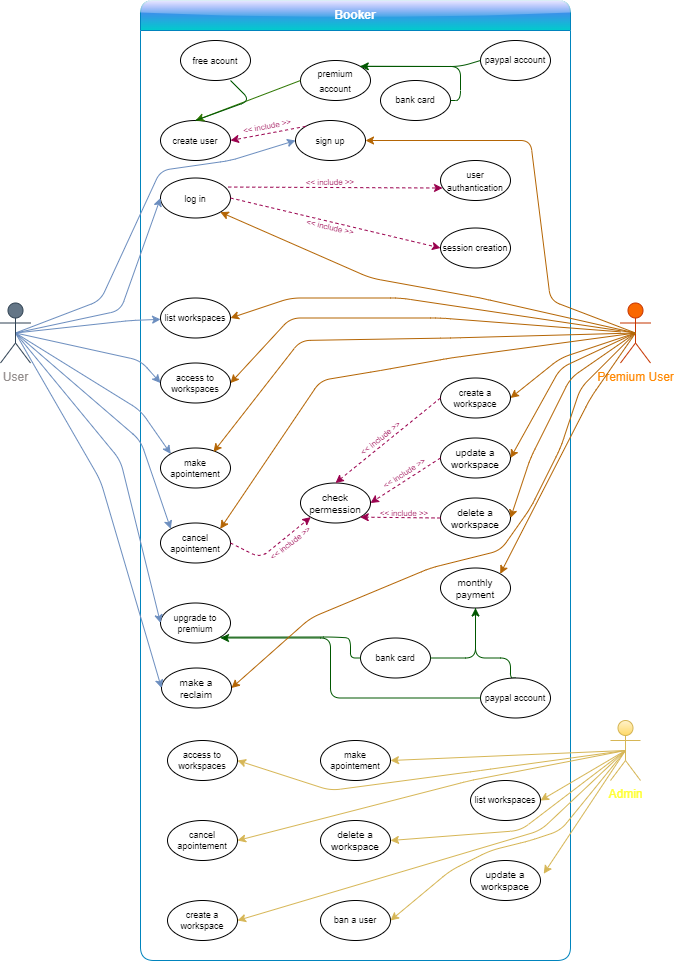 Booker
free acount
premium
account
paypal account
bank card
create user
<< include >>
sign up
user
authantication
<< include >>
log in
<< include >>
session creation
list workspaces
User
Premium User
access to
workspaces
create a
workspace
<< include >>
make
apointement
update a
workspace
<< include >>
check
permession
<< include >>
delete a
workspace
cancel
apointement
<< include >>
monthly
payment
upgrade to
premium
bank card
make a
reclaim
paypal account
access to
workspaces
make
apointement
Admin
list workspaces
cancel
apointement
delete a
workspace
update a
workspace
create a
workspace
ban a user